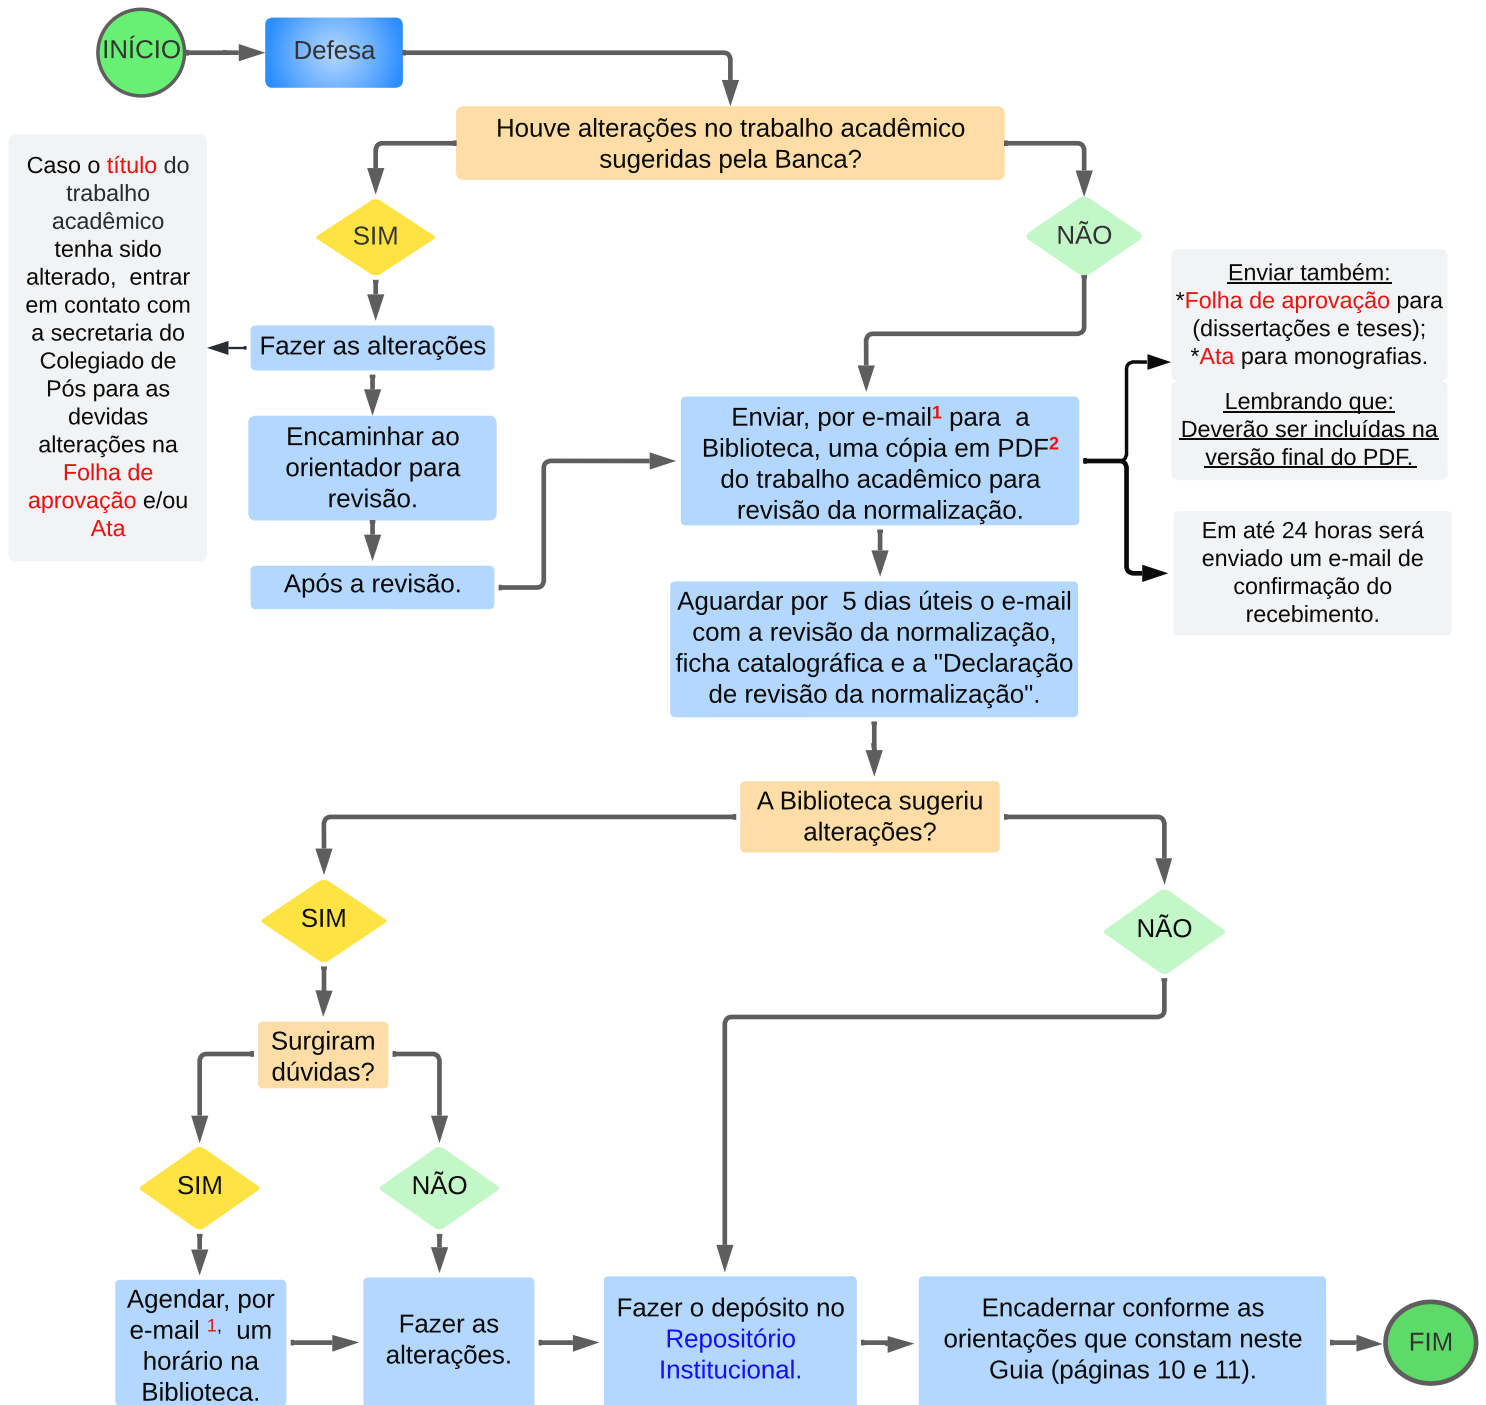 INÍCIO
Defesa
Houve alterações no trabalho acadêmico
sugeridas pela Banca?
Caso o título do
trabalho
acadêmico
tenha sido
alterado,  entrar
em contato com
a secretaria do
Colegiado de
Pós para as
devidas
alterações na
Folha de
aprovação e/ou
Ata
SIM
NÃO
Fazer as alterações
Encaminhar ao
orientador para
revisão.
Após a revisão.
Enviar, por e-mail¹ para  a
Biblioteca, uma cópia em PDF²
do trabalho acadêmico para
revisão da normalização.
Enviar também:
*Folha de aprovação para
(dissertações e teses);
*Ata para monografias.
Lembrando que:
Deverão ser incluídas na
versão final do PDF.
Em até 24 horas será
enviado um e-mail de
confirmação do
recebimento.
Aguardar por  5 dias úteis o e-mail
com a revisão da normalização,
ficha catalográfica e a "Declaração
de revisão da normalização".
A Biblioteca sugeriu
alterações?
SIM
NÃO
Surgiram
dúvidas?
SIM
NÃO
Agendar, por
e-mail ¹,  um
horário na
Biblioteca.
Fazer as
alterações.
Fazer o depósito no
Repositório
Institucional.
Encadernar conforme as
orientações que constam neste
Guia (páginas 10 e 11).
FIM